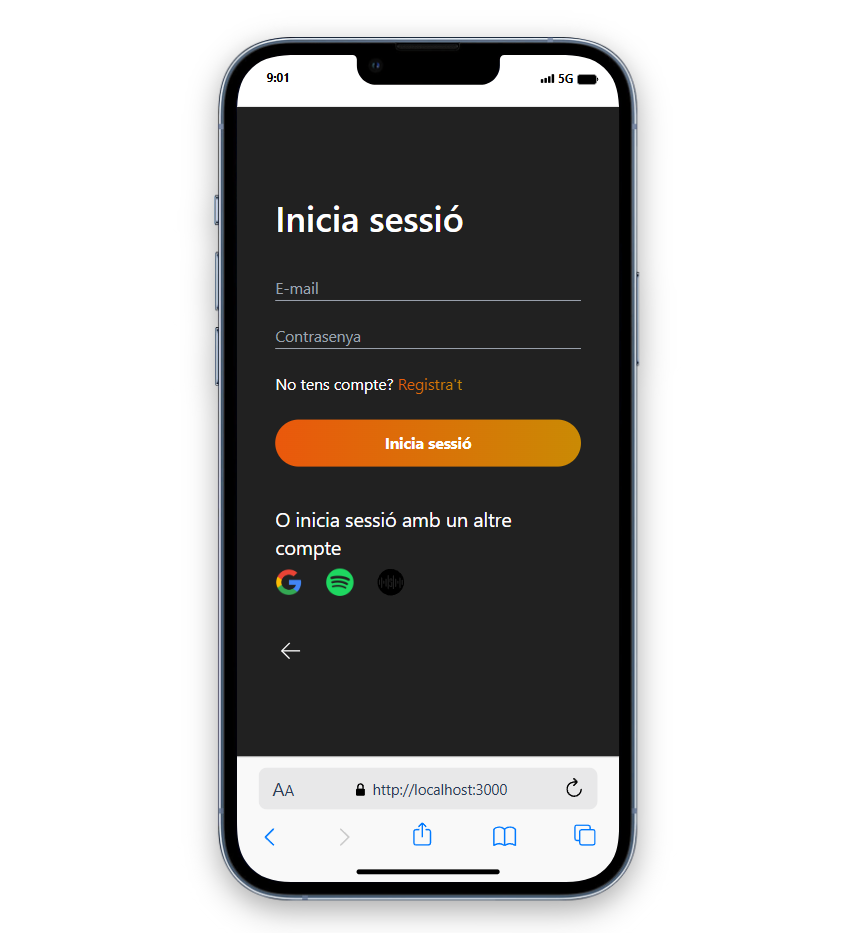 9:01
5G
Inicia sessió
E-mail
Contrasenya
No tens compte? Registra't
Inicia sessió
O inicia sessió amb un altre
compte
AA http://localhost:3000